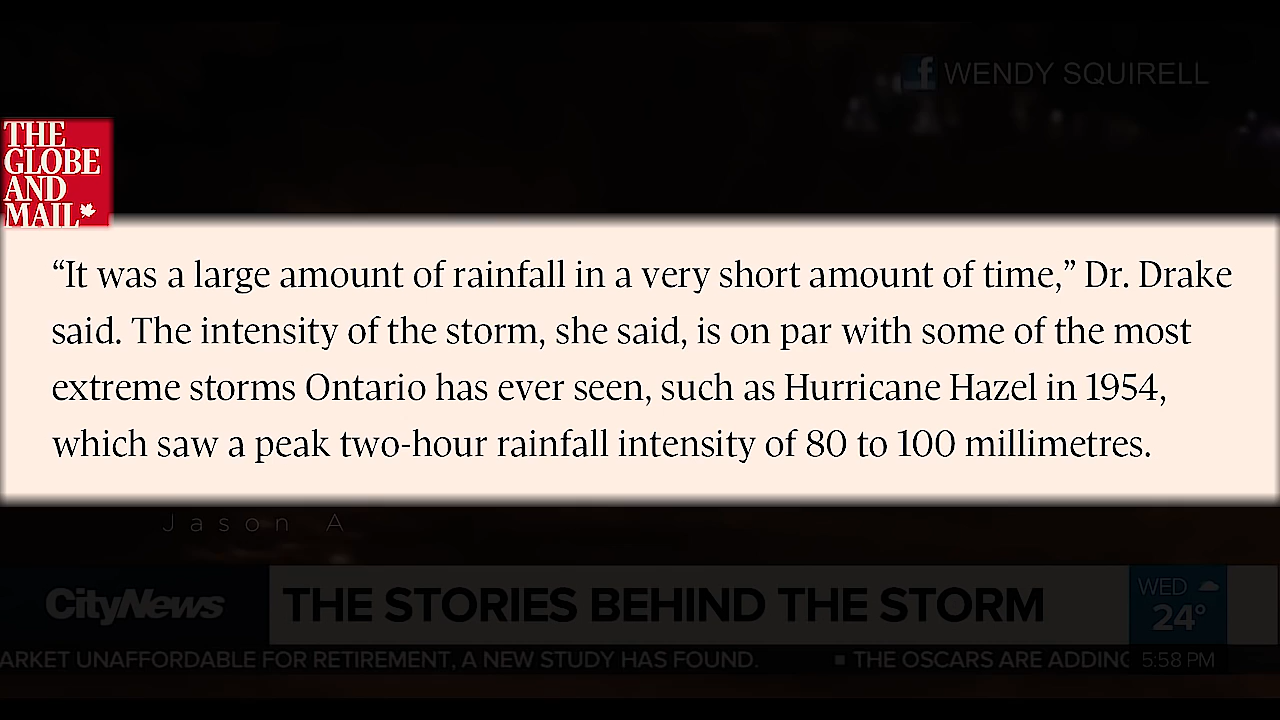 WENDY SQUIRELL
THE
GLOBE
AND
MAIL
“It was a large amount of rainfall in a very short amount of time,” Dr. Drake
said. The intensity of the storm, she said, is on par with some of the most
extreme storms Ontario has ever seen, such as Hurricane Hazel in 1954,
which saw a peak two-hour rainfall intensity of 80 to 100 millimetres.
Jason A
CityNews
THE STORIES BEHIND THE STORM
WED
24°
ARKET UNAFFORDABLE FOR RETIREMENT, A NEW STUDY HAS FOUND. ■ THE OSCARS ARE ADDING
5:58 PM